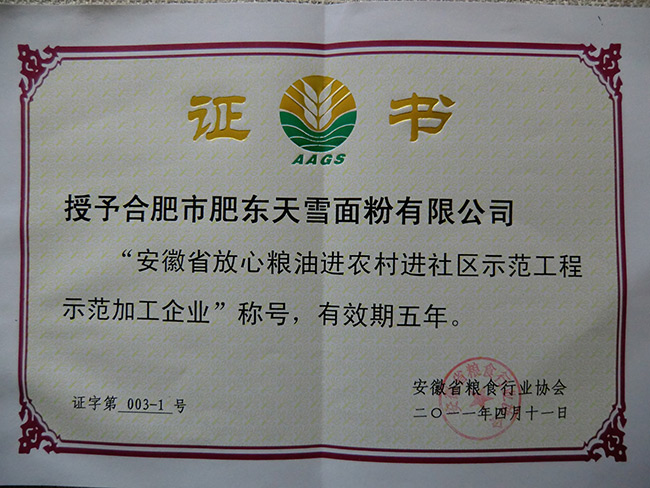 证 书
AAGS
授予合肥市肥东天雪面粉有限公司
“安徽省放心粮油进农村进社区示范工程
示范加工企业”称号，有效期五年。
安徽省粮食行业协会
二〇一一年四月十一日
证字第 003-1 号